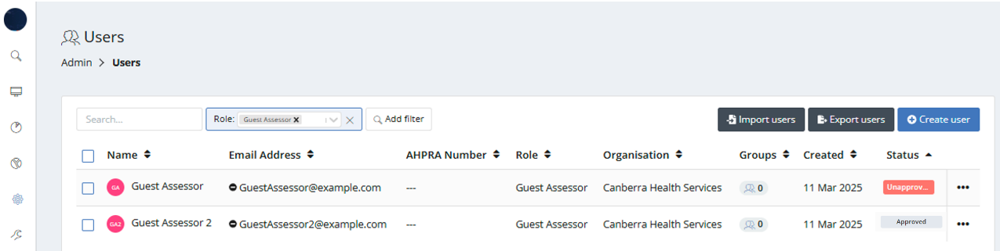 Users
Admin > Users
Search... Role: Guest Assessor Add filter Import users Export users Create user
Name Email Address AHPRA Number Role Organisation Groups Created Status
GA Guest Assessor GuestAssessor@example.com --- Guest Assessor Canberra Health Services 0 11 Mar 2025 Unapprov...
GA2 Guest Assessor 2 GuestAssessor2@example.com --- Guest Assessor Canberra Health Services 0 11 Mar 2025 Approved